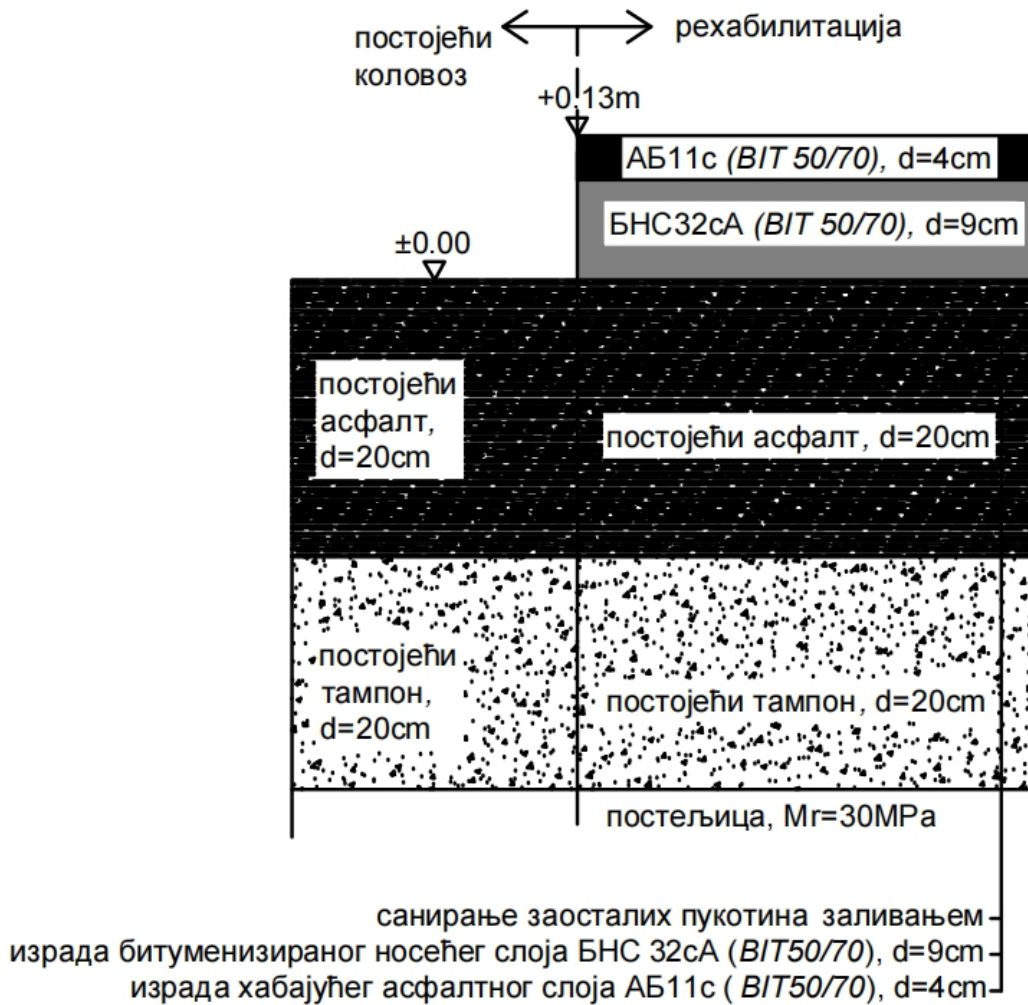 постојећи
коловоз
рехабилитација
+0.13m
АБ11с (BIT 50/70), d=4cm
БНС32сА (BIT 50/70), d=9cm
±0.00
постојећи
асфалт,
d=20cm
постојећи асфалт, d=20cm
постојећи
тампон,
d=20cm
постојећи тампон, d=20cm
постељица, Mr=30MPa
санирање заосталих пукотина заливањем
израда битуменизираног носећег слоја БНС 32сА (BIT50/70), d=9cm
израда хабајућег асфалтног слоја АБ11с ( BIT50/70), d=4cm